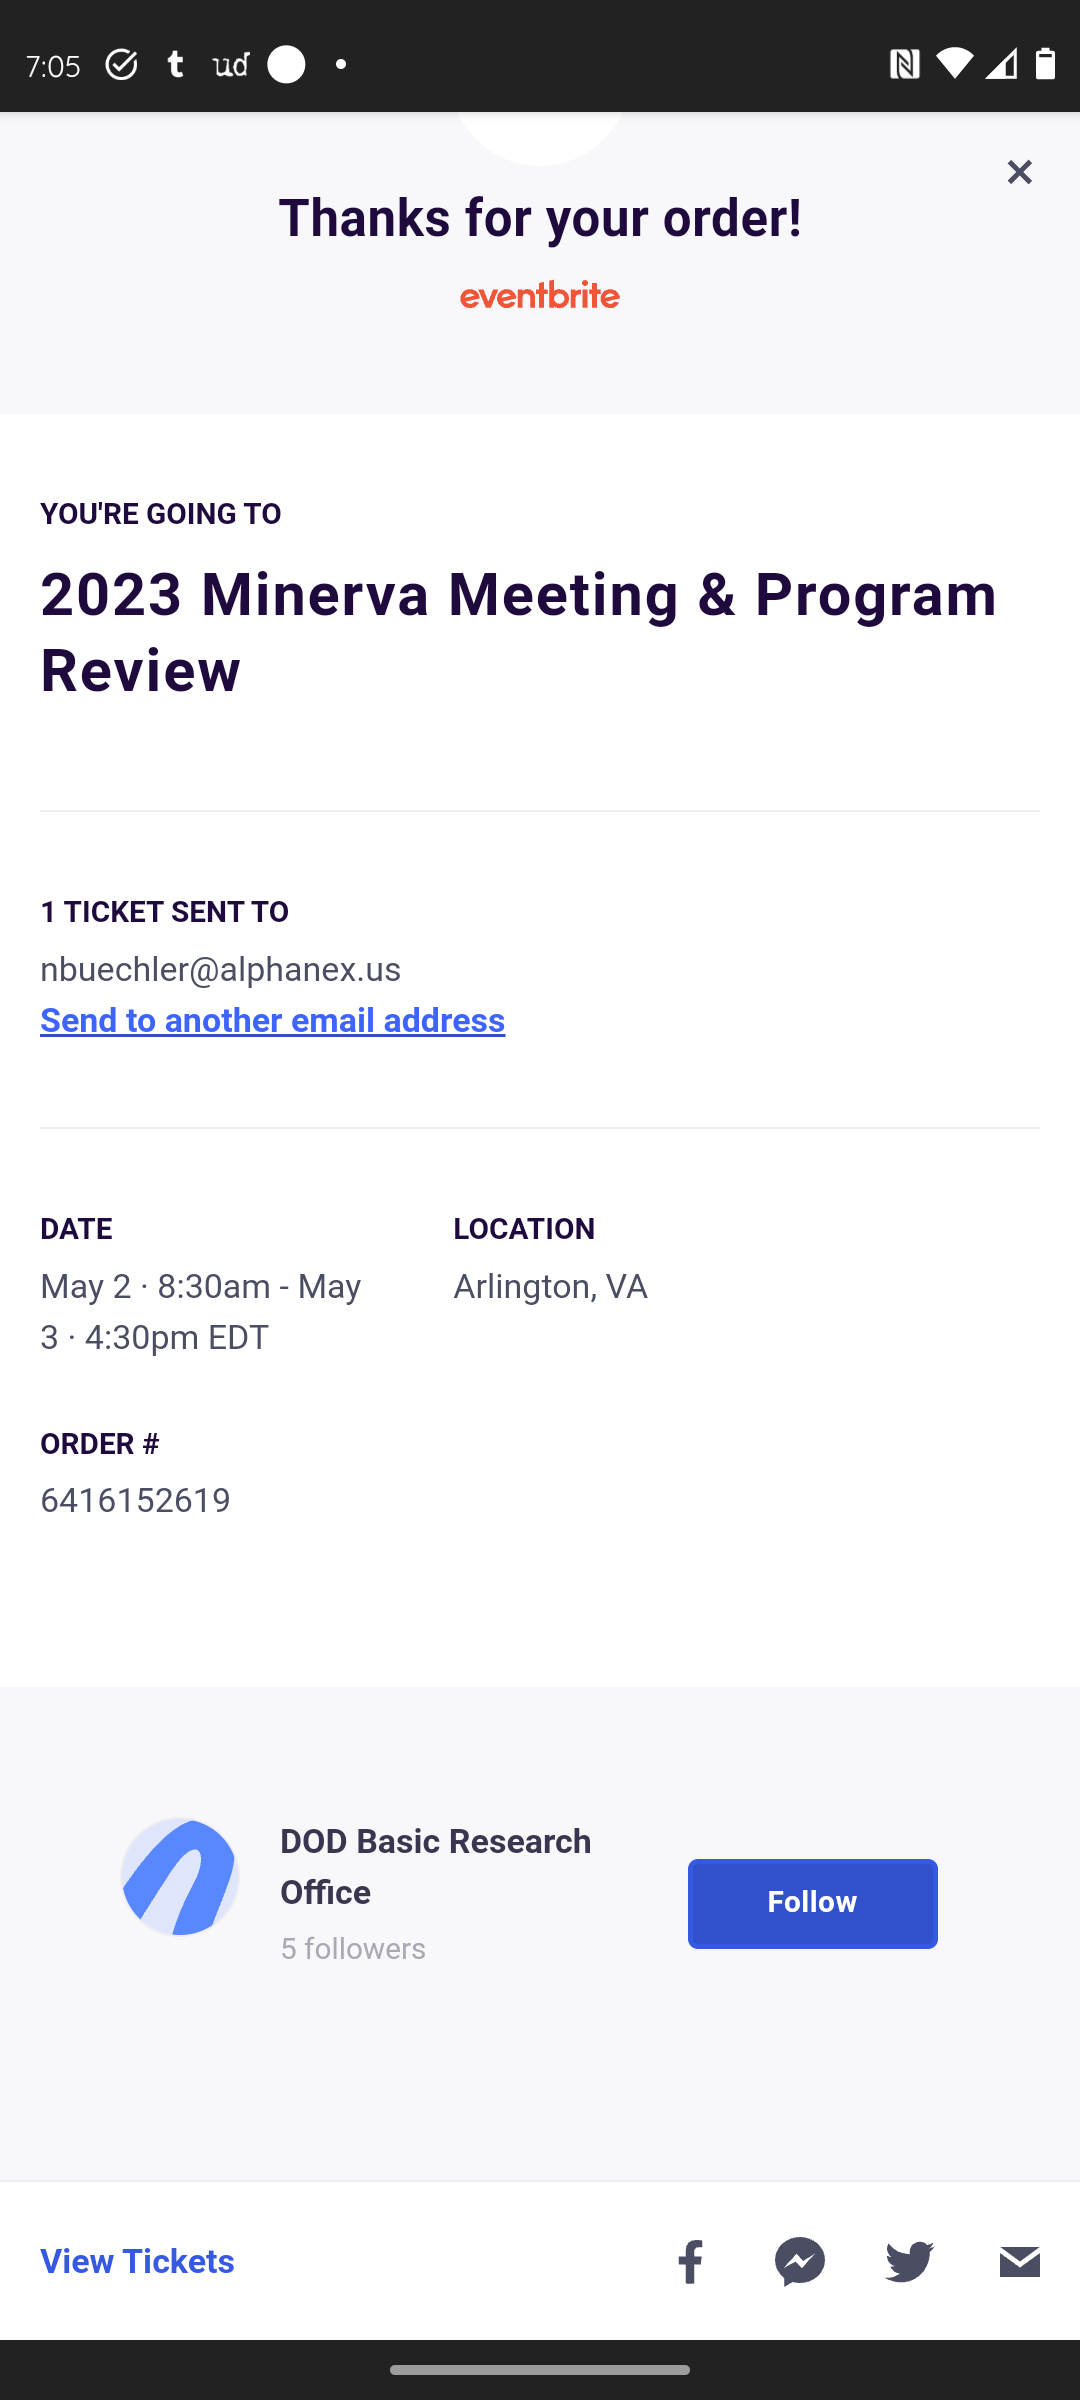 7:05 t ud
Thanks for your order!
eventbrite
YOU'RE GOING TO
2023 Minerva Meeting & Program
Review
1 TICKET SENT TO
nbuechler@alphanex.us
Send to another email address
DATE
May 2 · 8:30am - May
3 · 4:30pm EDT
LOCATION
Arlington, VA
ORDER #
6416152619
DOD Basic Research
Office
5 followers
Follow
View Tickets